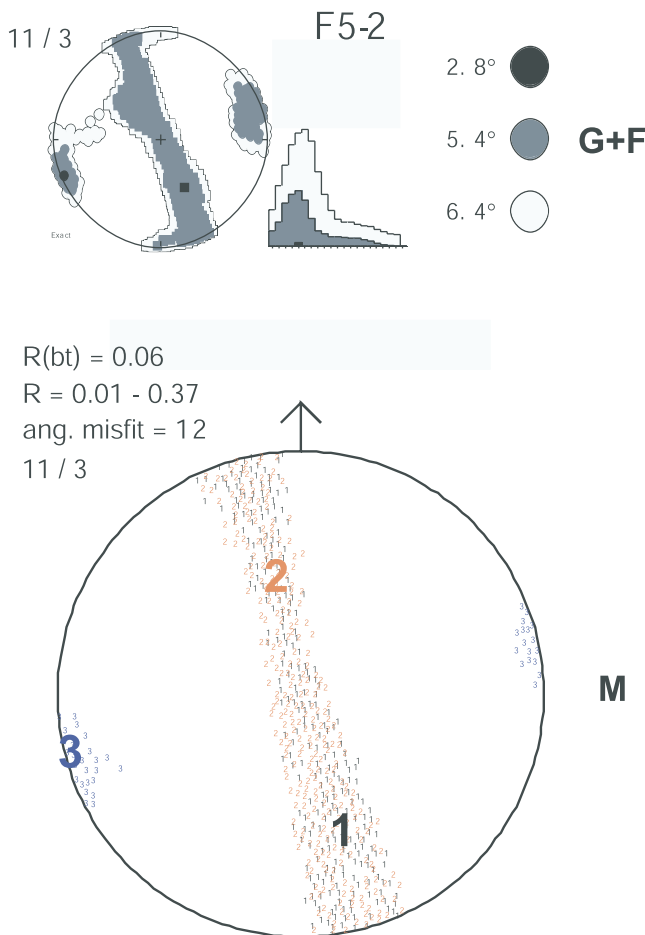 F5-2
11 / 3
2. 8°
5. 4°
G+F
6. 4°
Exact
R(bt) = 0.06
R = 0.01 - 0.37
ang. misfit = 12
11 / 3
2
M
3
1